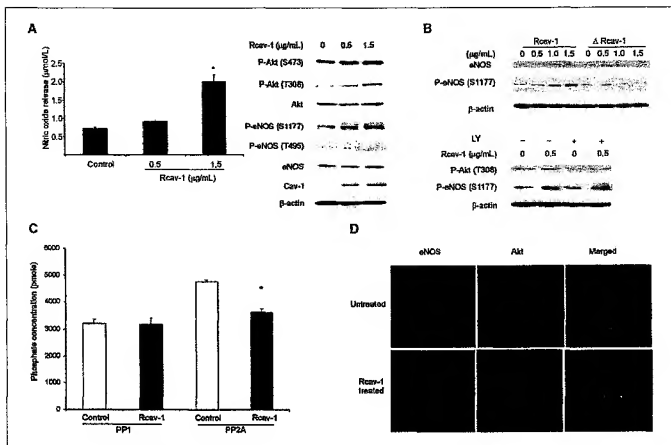 A
Nitric oxide release (µmol/L)
2.5
2.0
1.5
1.0
0.5
0
*
Control
0.5
1.5
Rcav-1 (µg/mL)
Rcav-1 (µg/mL)
0 0.5 1.5
P-Akt (S473)
P-Akt (T308)
Akt
P-eNOS (S1177)
P-eNOS (T495)
eNOS
Cav-1
β-actin
B
Rcav-1 Δ Rcav-1
(µg/mL) 0 0.5 1.0 1.5 0 0.5 1.0 1.5
eNOS
P-eNOS (S1177)
β-actin
LY
– – + +
Rcav-1 (µg/mL) 0 0.5 0 0.5
P-Akt (T308)
P-eNOS (S1177)
β-actin
C
Phosphate concentration (pmole)
6000
5000
4000
3000
2000
1000
0
*
Control Rcav-1 Control Rcav-1
PP1 PP2A
D
eNOS Akt Merged
Untreated
Rcav-1
treated